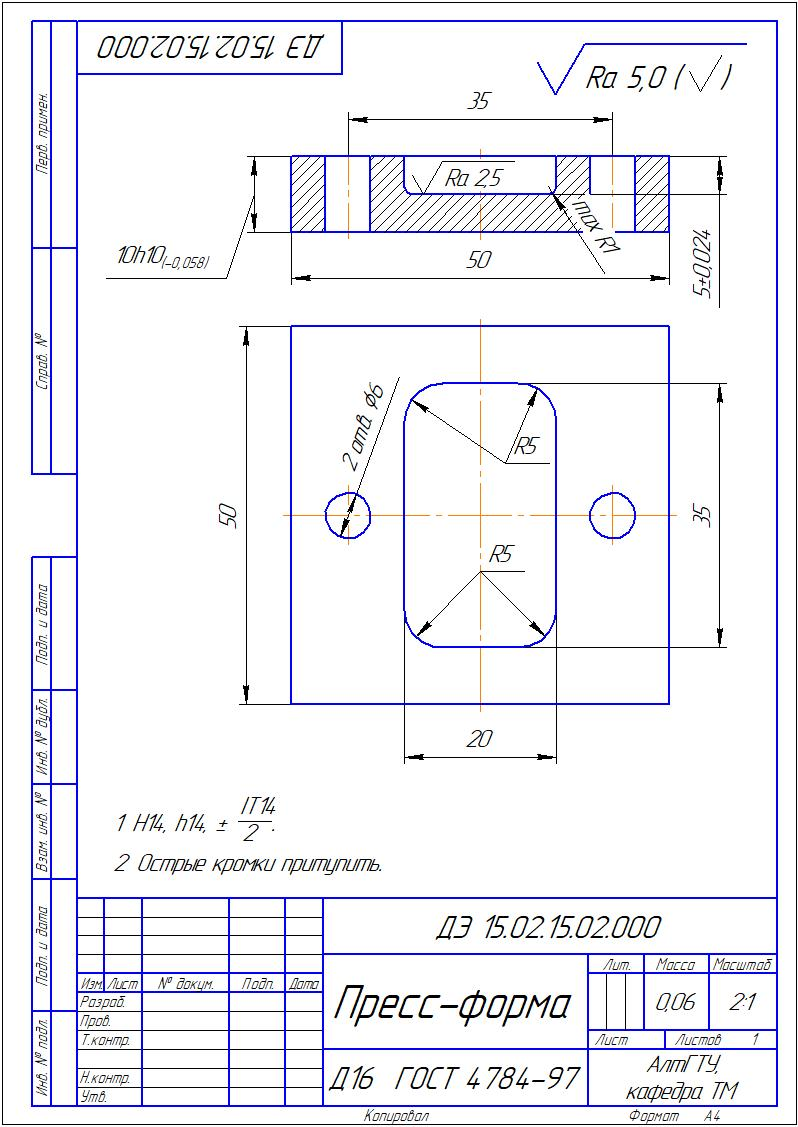 ДЭ 15.02.15.02.000
Ra 5,0 (√)
Перв. примен.
Справ. №
Подп. и дата
Инв. № дубл.
Взам. инв. №
Подп. и дата
Инв. № подл.
35
Ra 2,5
max R1
10h10(-0,058)
50
5±0,024
2 отв. ϕ6
R5
50
35
R5
20
1 H14, h14, ± IT14/2.
2 Острые кромки притупить.
ДЭ 15.02.15.02.000
Изм. Лист № докум. Подп. Дата
Разраб.
Пров.
Т.контр.
Н.контр.
Утв.
Пресс-форма
Лит. Масса Масштаб
0,06 2:1
Лист Листов 1
Д16 ГОСТ 4784-97
АлтГТУ,
кафедра ТМ
Копировал Формат А4